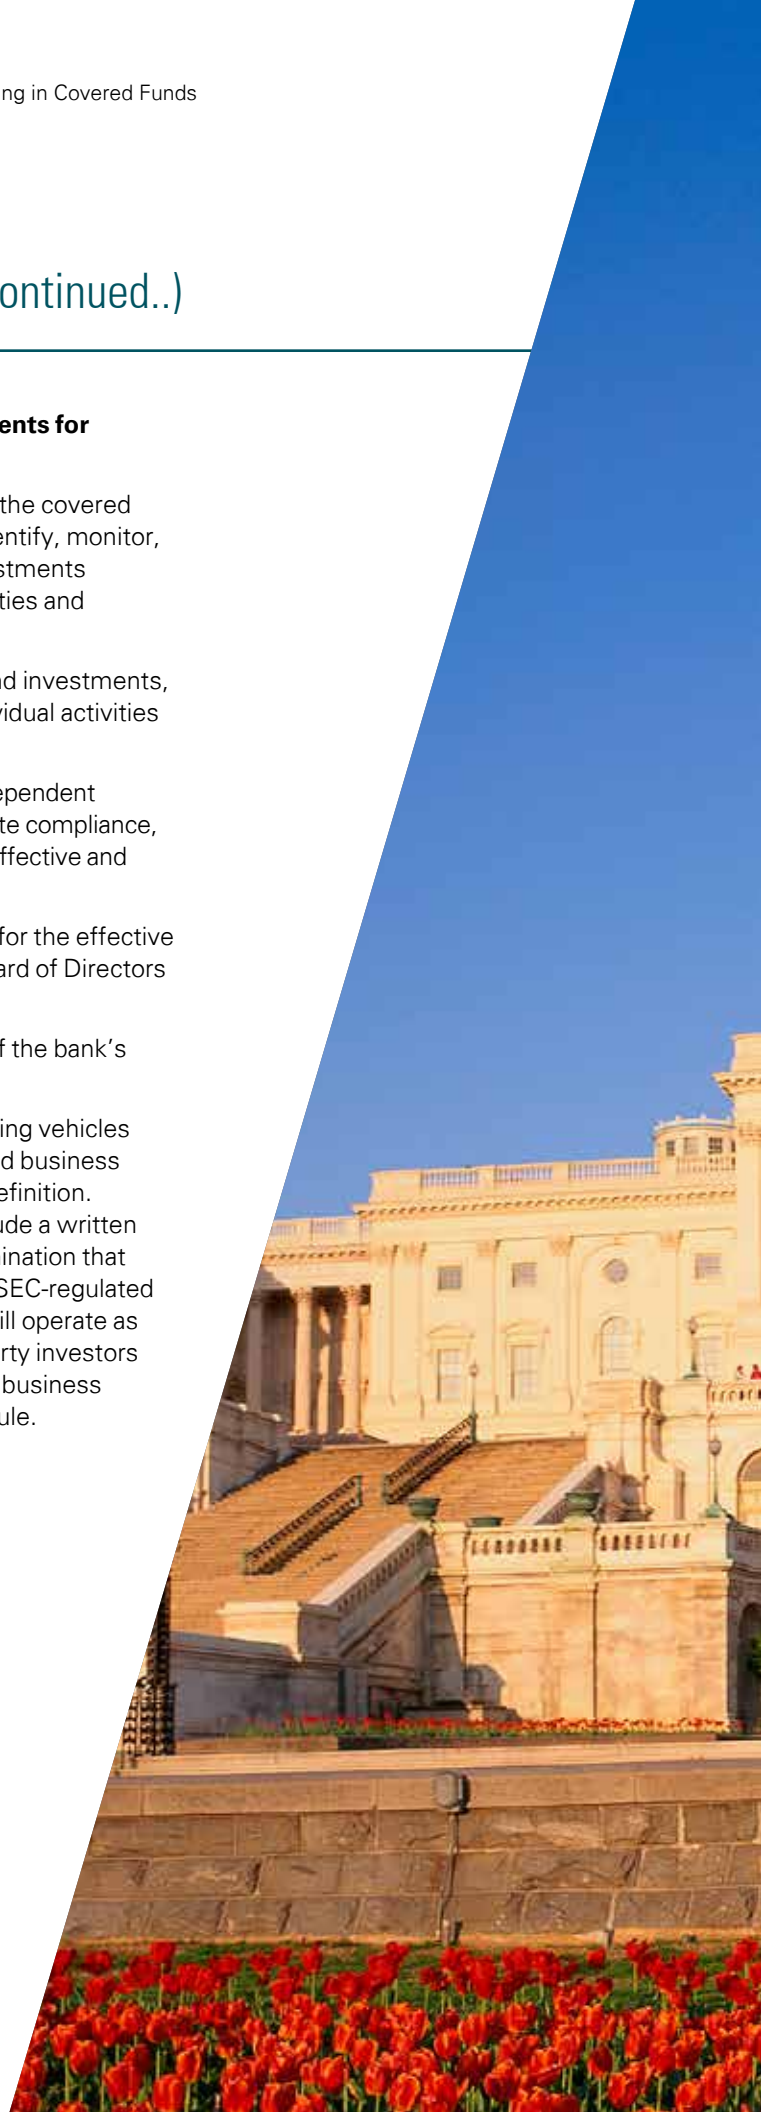 ng in Covered Funds
ontinued..)
ents for
the covered
entify, monitor,
stments
ties and
nd investments,
vidual activities
ependent
te compliance,
ffective and
for the effective
ard of Directors
f the bank's
ing vehicles
d business
efinition.
ude a written
ination that
SEC-regulated
ill operate as
rty investors
business
ule.